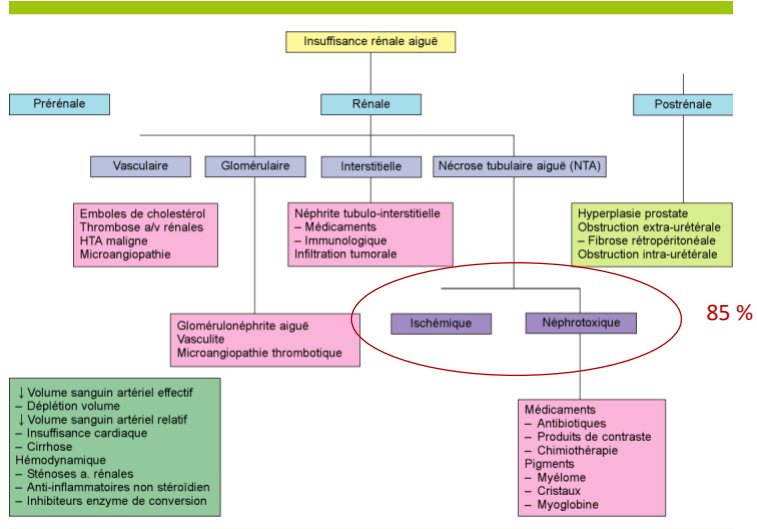 Insuffisance rénale aiguë
Prérénale
Rénale
Postrénale
Vasculaire
Glomérulaire
Interstitielle
Nécrose tubulaire aiguë (NTA)
Emboles de cholestérol
Thrombose a/v rénales
HTA maligne
Microangiopathie
Néphrite tubulo-interstitielle
– Médicaments
– Immunologique
Infiltration tumorale
Hyperplasie prostate
Obstruction extra-urétérale
– Fibrose rétropéritonéale
Obstruction intra-urétérale
Glomérulonéphrite aiguë
Vasculite
Microangiopathie thrombotique
Ischémique
Néphrotoxique
85 %
↓ Volume sanguin artériel effectif
– Déplétion volume
↓ Volume sanguin artériel relatif
– Insuffisance cardiaque
– Cirrhose
Hémodynamique
– Sténoses a. rénales
– Anti-inflammatoires non stéroïdien
– Inhibiteurs enzyme de conversion
Médicaments
– Antibiotiques
– Produits de contraste
– Chimiothérapie
Pigments
– Myélome
– Cristaux
– Myoglobine